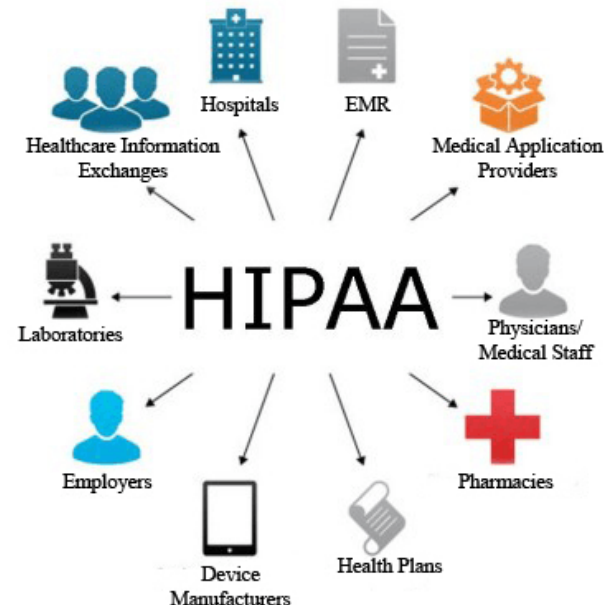 Hospitals
EMR
Healthcare Information
Exchanges
Medical Application
Providers
HIPAA
Laboratories
Physicians/
Medical Staff
Employers
Pharmacies
Device
Manufacturers
Health Plans